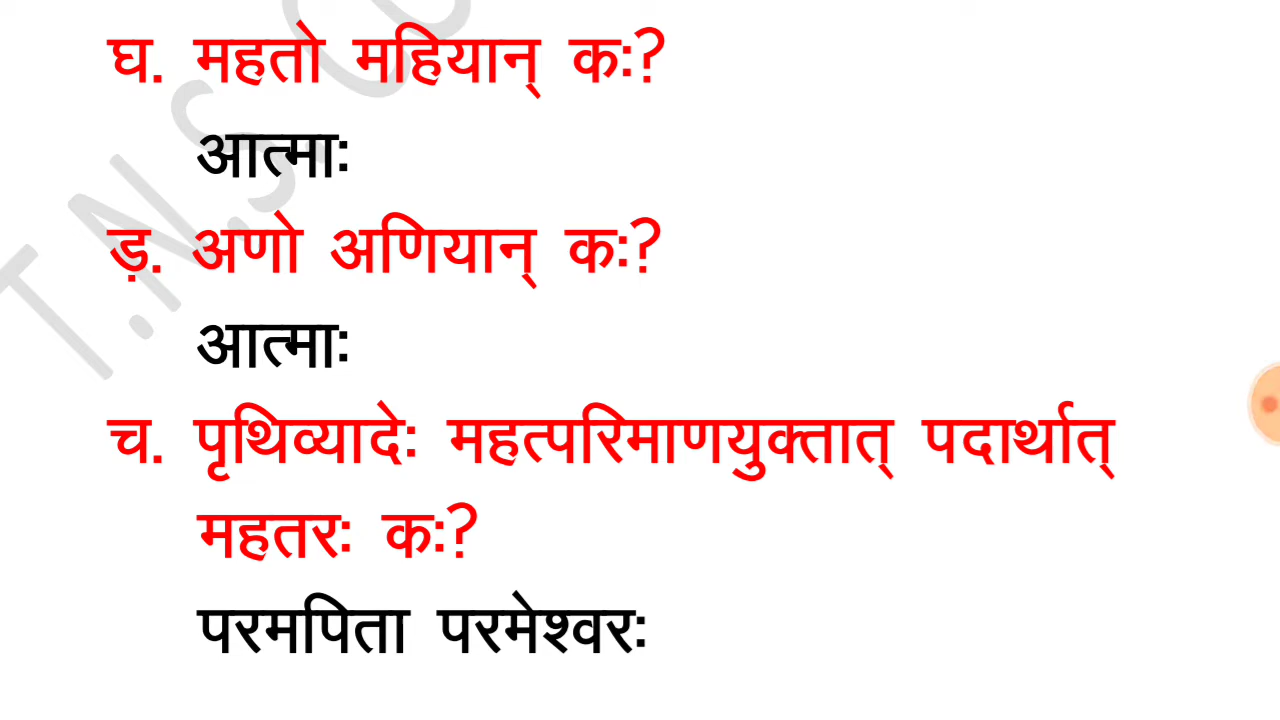 घ. महतो महियान् कः?
आत्माः
ड़. अणो अणियान् कः?
आत्माः
च. पृथिव्यादेः महत्परिमाणयुक्तात् पदार्थात्
महतरः कः?
परमपिता परमेश्वरः
T.N.S.